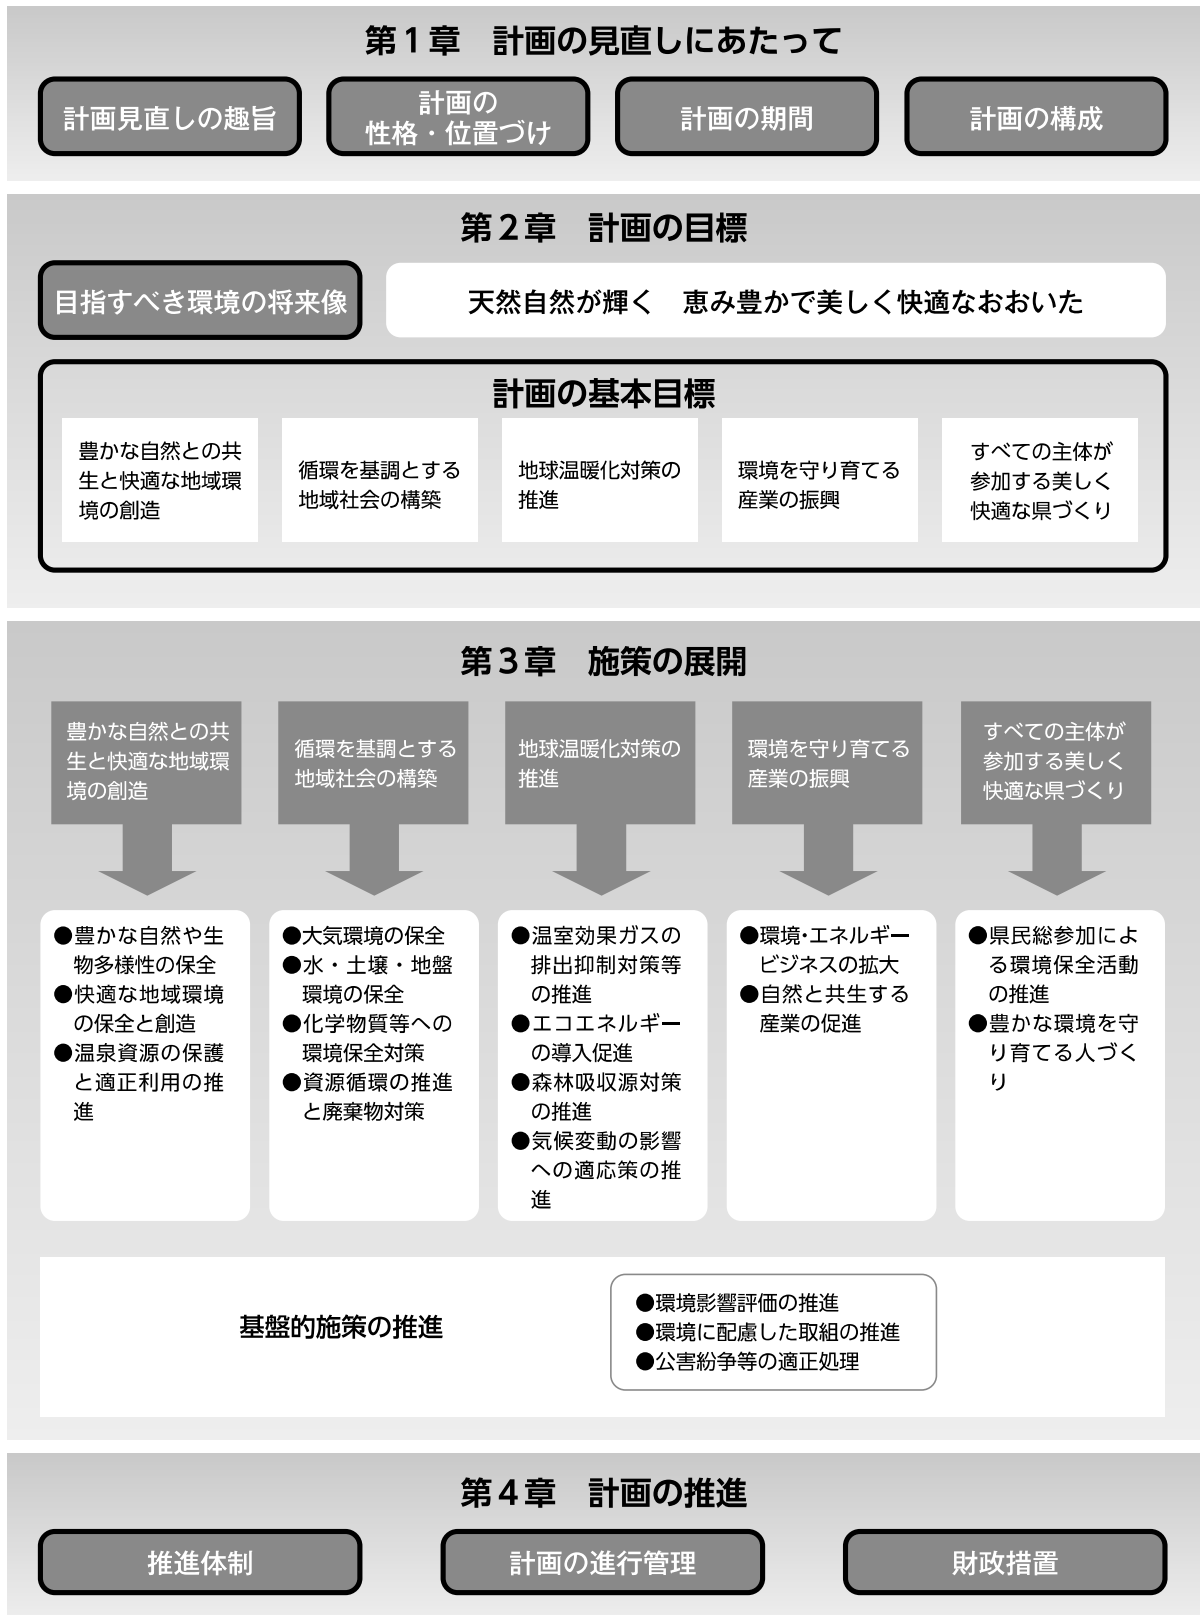 第1章　計画の見直しにあたって
計画見直しの趣旨
計画の
性格・位置づけ
計画の期間
計画の構成
第2章　計画の目標
目指すべき環境の将来像
天然自然が輝く　恵み豊かで美しく快適なおおいた
計画の基本目標
豊かな自然との共
生と快適な地域環
境の創造
循環を基調とする
地域社会の構築
地球温暖化対策の
推進
環境を守り育てる
産業の振興
すべての主体が
参加する美しく
快適な県づくり
第3章　施策の展開
豊かな自然との共
生と快適な地域環
境の創造
循環を基調とする
地域社会の構築
地球温暖化対策の
推進
環境を守り育てる
産業の振興
すべての主体が
参加する美しく
快適な県づくり
●豊かな自然や生
物多様性の保全
●快適な地域環境
の保全と創造
●温泉資源の保護
と適正利用の推
進
●大気環境の保全
●水・土壌・地盤
環境の保全
●化学物質等への
環境保全対策
●資源循環の推進
と廃棄物対策
●温室効果ガスの
排出抑制対策等
の推進
●エコエネルギー
の導入促進
●森林吸収源対策
の推進
●気候変動の影響
への適応策の推
進
●環境・エネルギー
ビジネスの拡大
●自然と共生する
産業の促進
●県民総参加によ
る環境保全活動
の推進
●豊かな環境を守
り育てる人づく
り
基盤的施策の推進
●環境影響評価の推進
●環境に配慮した取組の推進
●公害紛争等の適正処理
第4章　計画の推進
推進体制
計画の進行管理
財政措置